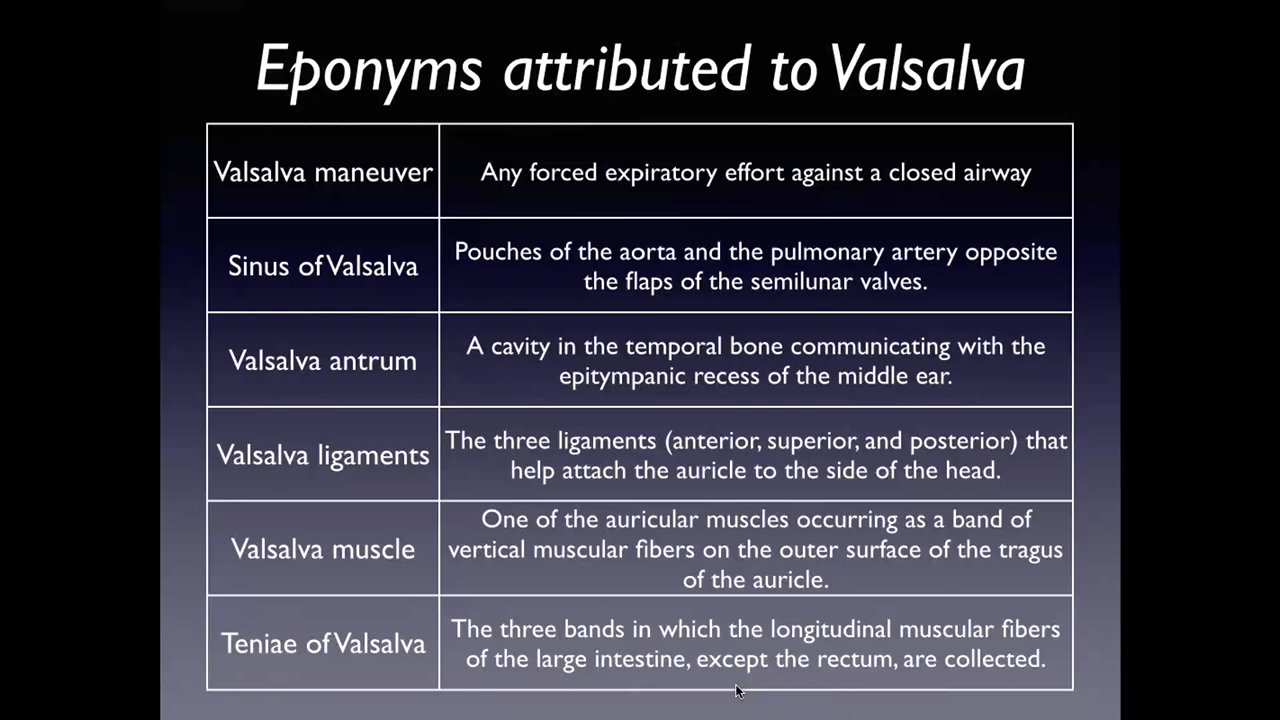 Eponyms attributed to Valsalva
Valsalva maneuver
Any forced expiratory effort against a closed airway
Sinus of Valsalva
Pouches of the aorta and the pulmonary artery opposite
the flaps of the semilunar valves.
Valsalva antrum
A cavity in the temporal bone communicating with the
epitympanic recess of the middle ear.
Valsalva ligaments
The three ligaments (anterior, superior, and posterior) that
help attach the auricle to the side of the head.
Valsalva muscle
One of the auricular muscles occurring as a band of
vertical muscular fibers on the outer surface of the tragus
of the auricle.
Teniae of Valsalva
The three bands in which the longitudinal muscular fibers
of the large intestine, except the rectum, are collected.